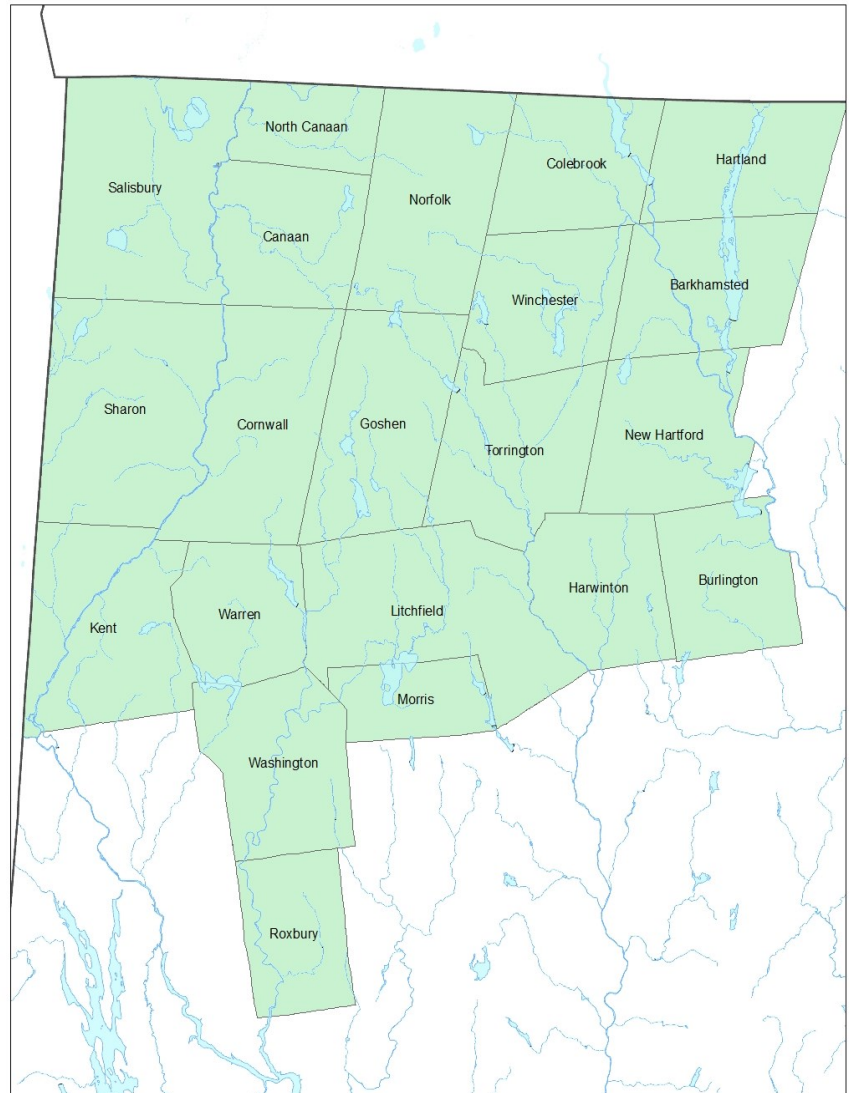 North Canaan
Colebrook
Hartland
Salisbury
Norfolk
Canaan
Winchester
Barkhamsted
Sharon
Cornwall
Goshen
Torrington
New Hartford
Kent
Warren
Litchfield
Harwinton
Burlington
Morris
Washington
Roxbury